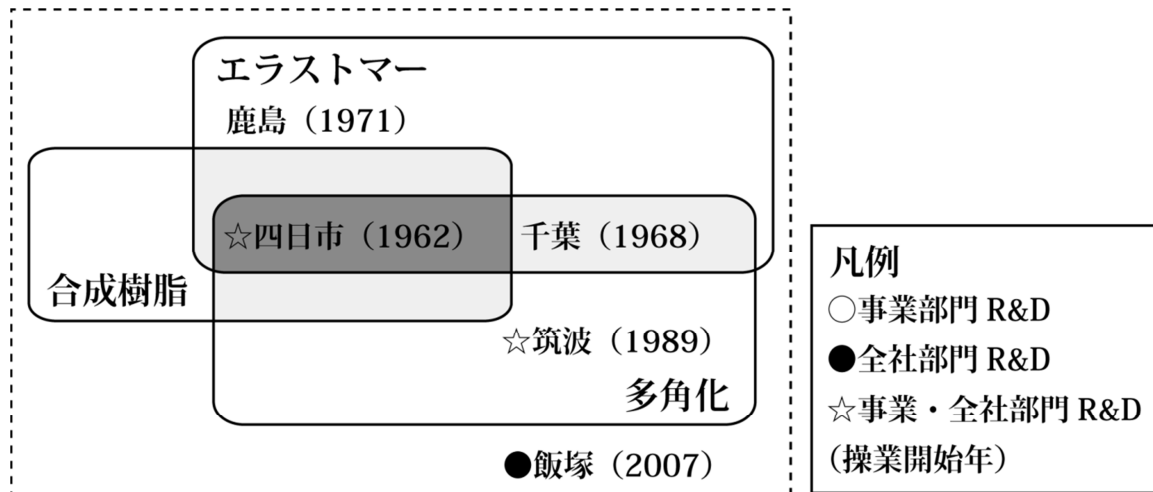 エラストマー
鹿島（1971）
☆四日市（1962）
千葉（1968）
合成樹脂
☆筑波（1989）
多角化
●飯塚（2007）
凡例
○事業部門 R&D
●全社部門 R&D
☆事業・全社部門 R&D
（操業開始年）